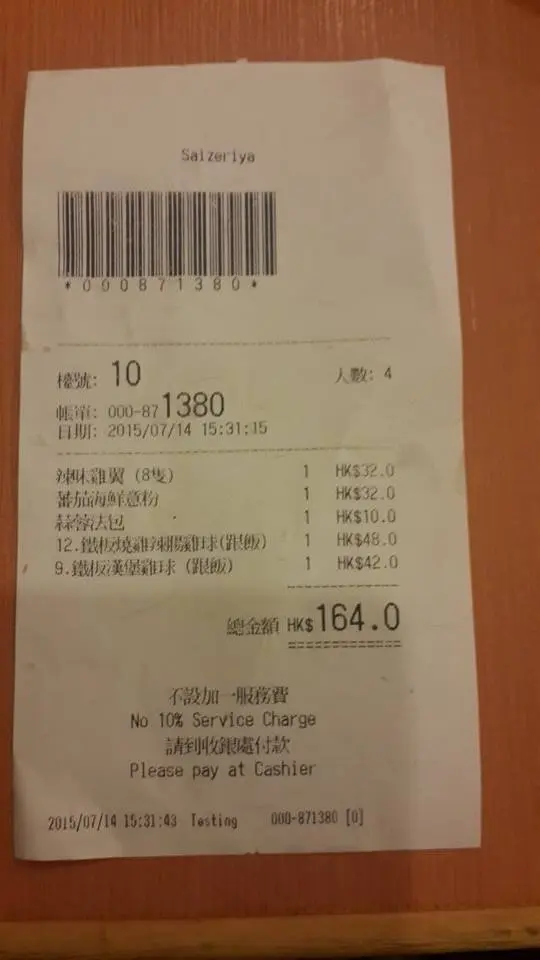 Saizeriya
*000871380*
檯號: 10 人數: 4
帳單: 000-871380
日期: 2015/07/14 15:31:15
辣味雞翼 (8隻) 1 HK$32.0
蕃茄海鮮意粉 1 HK$32.0
蒜蓉法包 1 HK$10.0
12.鐵板燒雞辣腸雞球(跟飯) 1 HK$48.0
9.鐵板漢堡雞球 (跟飯) 1 HK$42.0
總金額 HK$164.0
不設加一服務費
No 10% Service Charge
請到收銀處付款
Please pay at Cashier
2015/07/14 15:31:43 Testing 000-871380 [0]